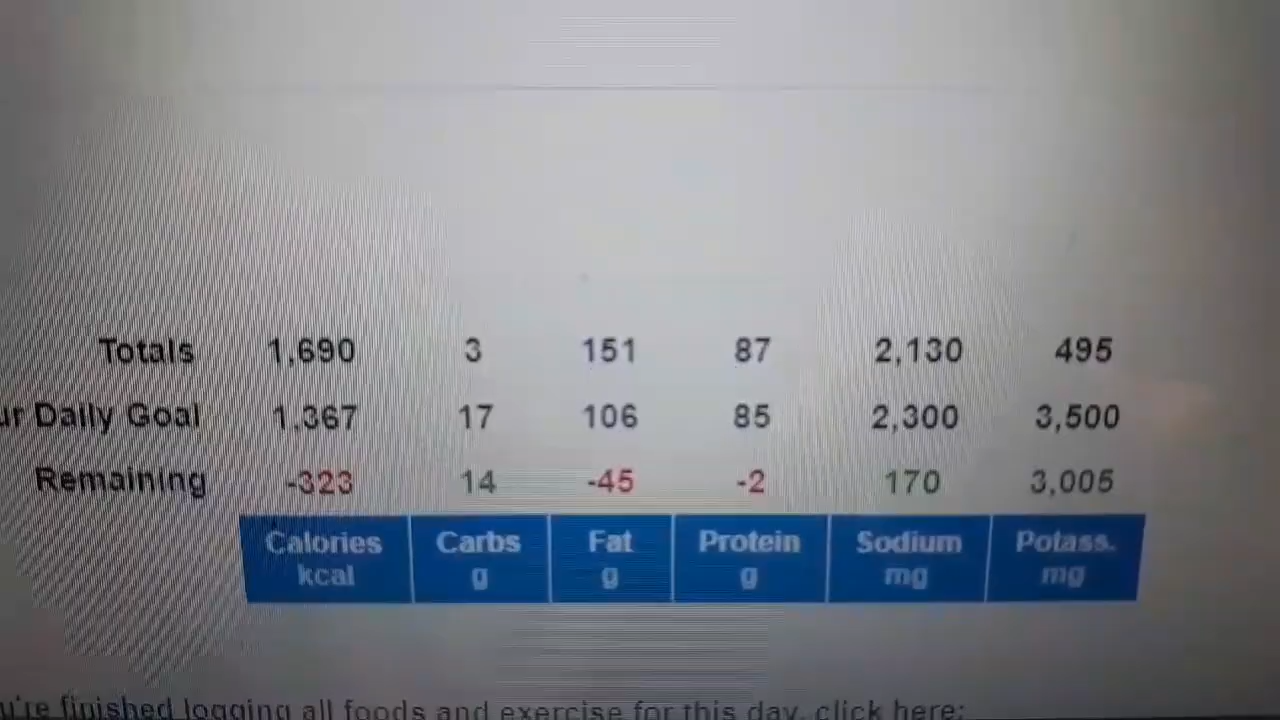 Totals 1,690 3 151 87 2,130 495
ur Daily Goal 1,367 17 106 85 2,300 3,500
Remaining -323 14 -45 -2 170 3,005
Calories Carbs Fat Protein Sodium Potass.
kcal g g g mg mg
u're finished logging all foods and exercise for this day, click here: